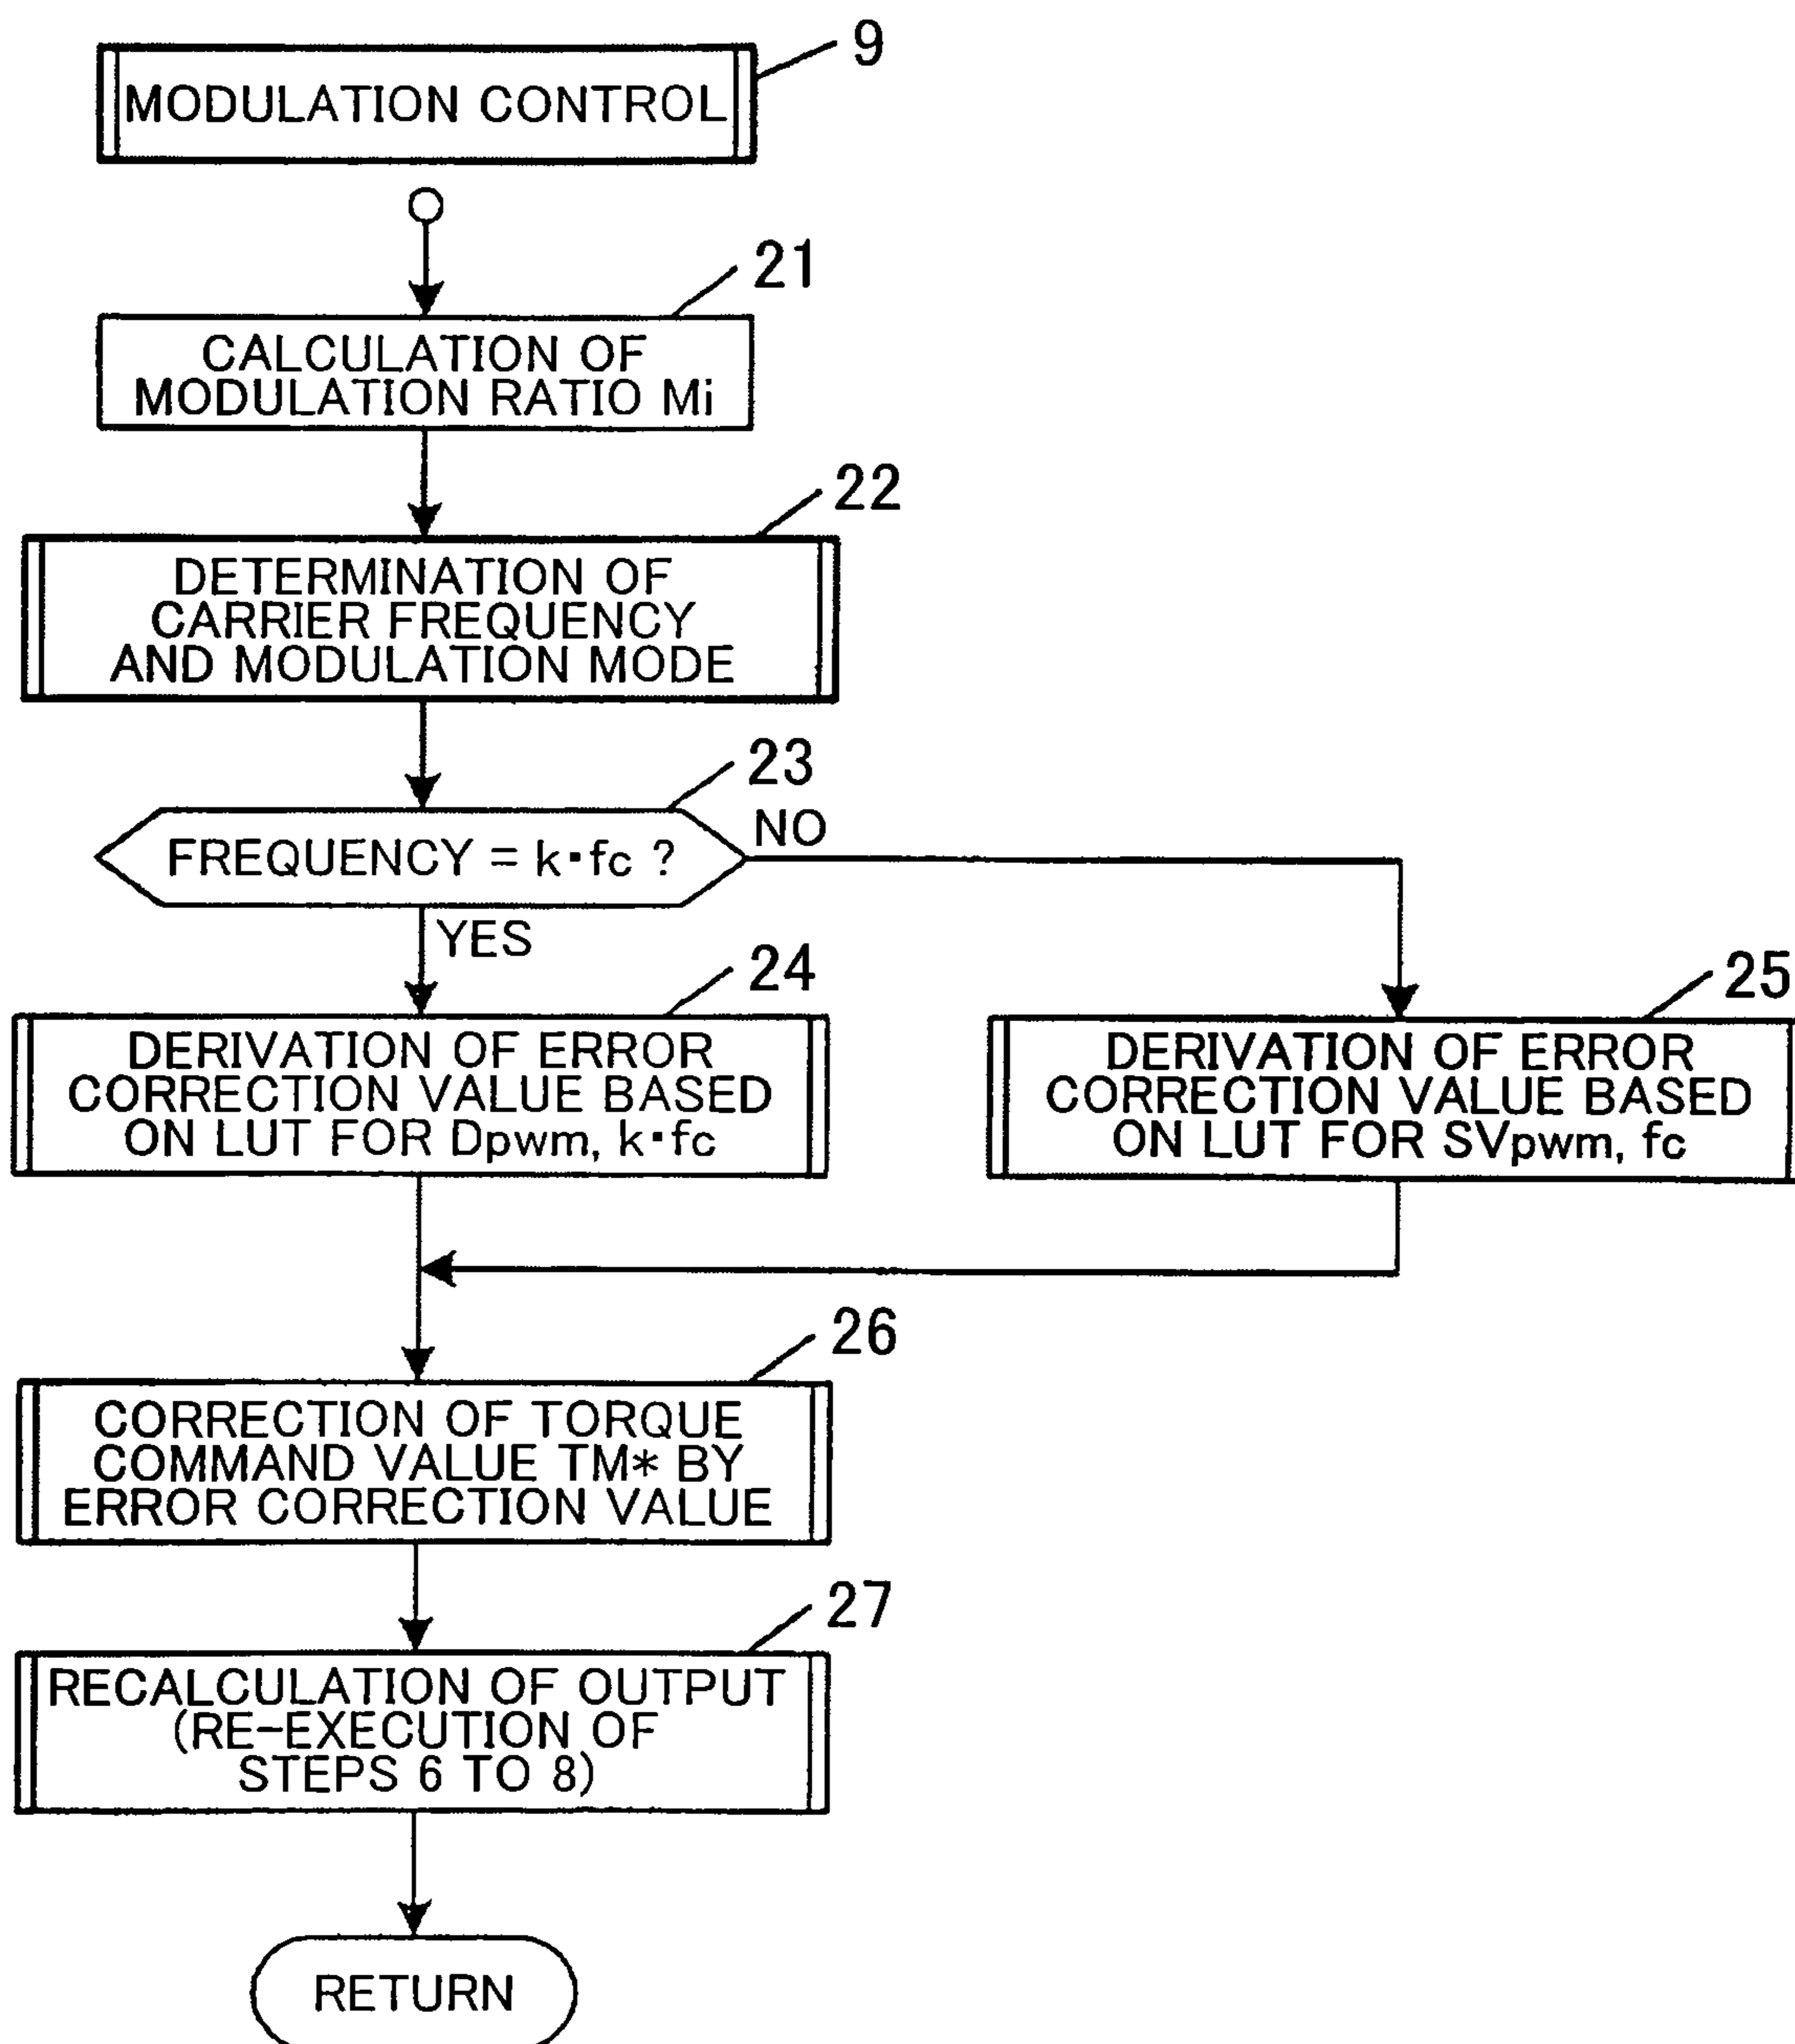 9
MODULATION CONTROL
21
CALCULATION OF
MODULATION RATIO Mi
22
DETERMINATION OF
CARRIER FREQUENCY
AND MODULATION MODE
23
FREQUENCY = k・fc ?
NO
YES
24
DERIVATION OF ERROR
CORRECTION VALUE BASED
ON LUT FOR Dpwm, k・fc
25
DERIVATION OF ERROR
CORRECTION VALUE BASED
ON LUT FOR SVpwm, fc
26
CORRECTION OF TORQUE
COMMAND VALUE TM* BY
ERROR CORRECTION VALUE
27
RECALCULATION OF OUTPUT
(RE-EXECUTION OF
STEPS 6 TO 8)
RETURN